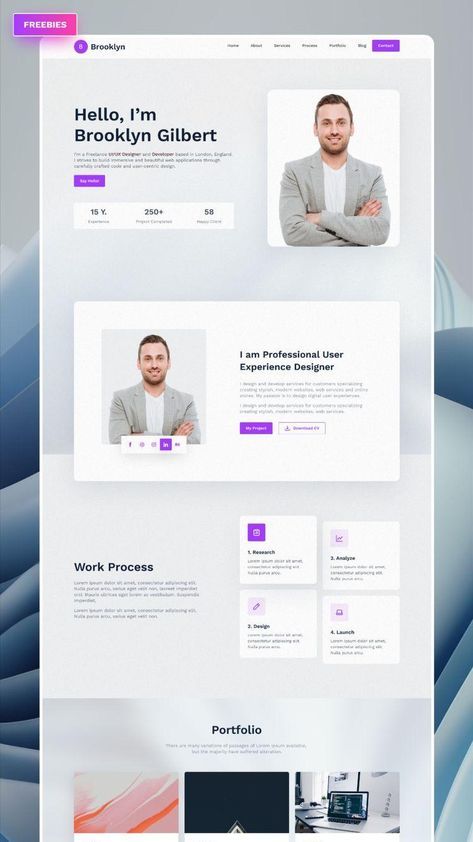 FREEBIES
B Brooklyn
Home About Services Process Portfolio Blog Contact
Hello, I'm
Brooklyn Gilbert
I'm a Freelance UI/UX Designer and Developer based in London, England.
I strives to build immersive and beautiful web applications through
carefully crafted code and user-centric design.
Say Hello!
15 Y. 250+ 58
Experience Project Completed Happy Client
I am Professional User
Experience Designer
I design and develop services for customers specializing
creating stylish, modern websites, web services and online
stores. My passion is to design digital user experiences.
I design and develop services for customers specializing
creating stylish, modern websites, web services.
My Project Download CV
f in Bē
Work Process
Lorem ipsum dolor sit amet, consectetur adipiscing
elit. Nulla purus arcu, varius eget velit non, laoreet imperdiet
orci. Mauris ultrices eget lorem ac vestibulum. Suspendis
imperdiet,
Lorem ipsum dolor sit amet, consectetur adipiscing elit. Nulla
purus arcu, varius eget velit non.
1. Research
Lorem ipsum dolor sit amet,
consectetur adipiscing elit.
Nulla purus arcu.
3. Analyze
Lorem ipsum dolor sit amet,
consectetur adipiscing elit.
Nulla purus arcu.
2. Design
Lorem ipsum dolor sit amet,
consectetur adipiscing elit.
Nulla purus arcu.
4. Launch
Lorem ipsum dolor sit amet,
consectetur adipiscing elit.
Nulla purus arcu.
Portfolio
There are many variations of passages of Lorem Ipsum available,
but the majority have suffered alteration.